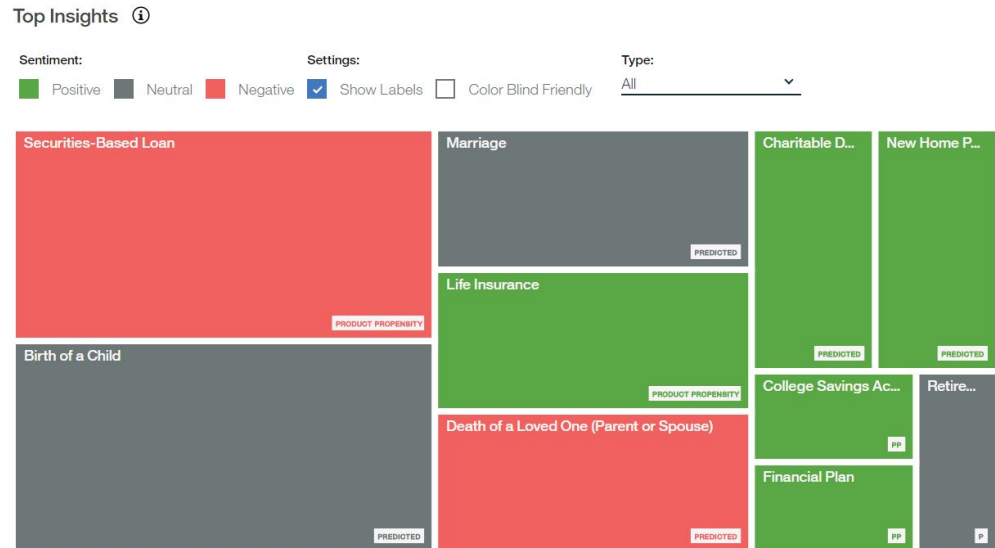 Top Insights
Sentiment: Settings: Type:
Positive Neutral Negative Show Labels Color Blind Friendly All
Securities-Based Loan
PRODUCT PROPENSITY
Birth of a Child
PREDICTED
Marriage
PREDICTED
Life Insurance
PRODUCT PROPENSITY
Death of a Loved One (Parent or Spouse)
PREDICTED
Charitable D...
PREDICTED
New Home P...
PREDICTED
College Savings Ac...
PP
Financial Plan
PP
Retire...
P